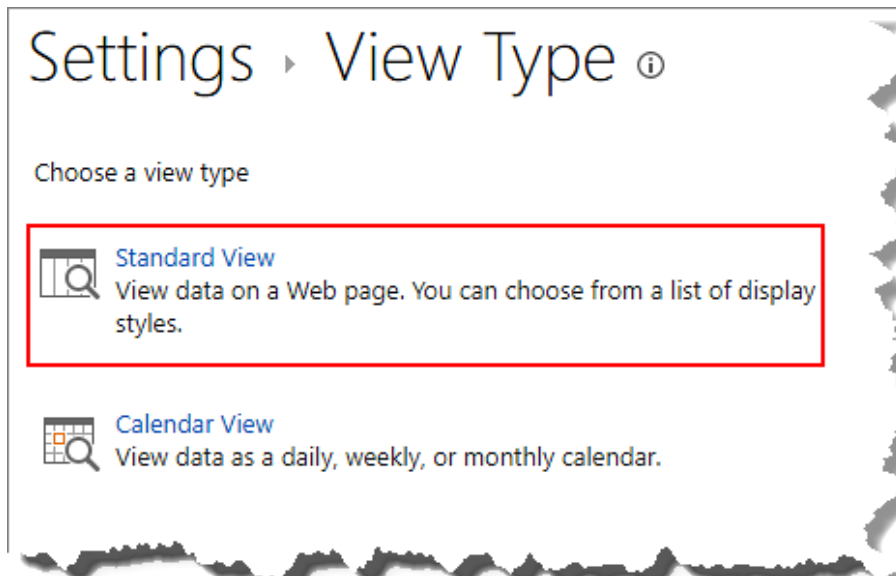 Settings ▸ View Type ⓘ
Choose a view type
Standard View
View data on a Web page. You can choose from a list of display
styles.
Calendar View
View data as a daily, weekly, or monthly calendar.